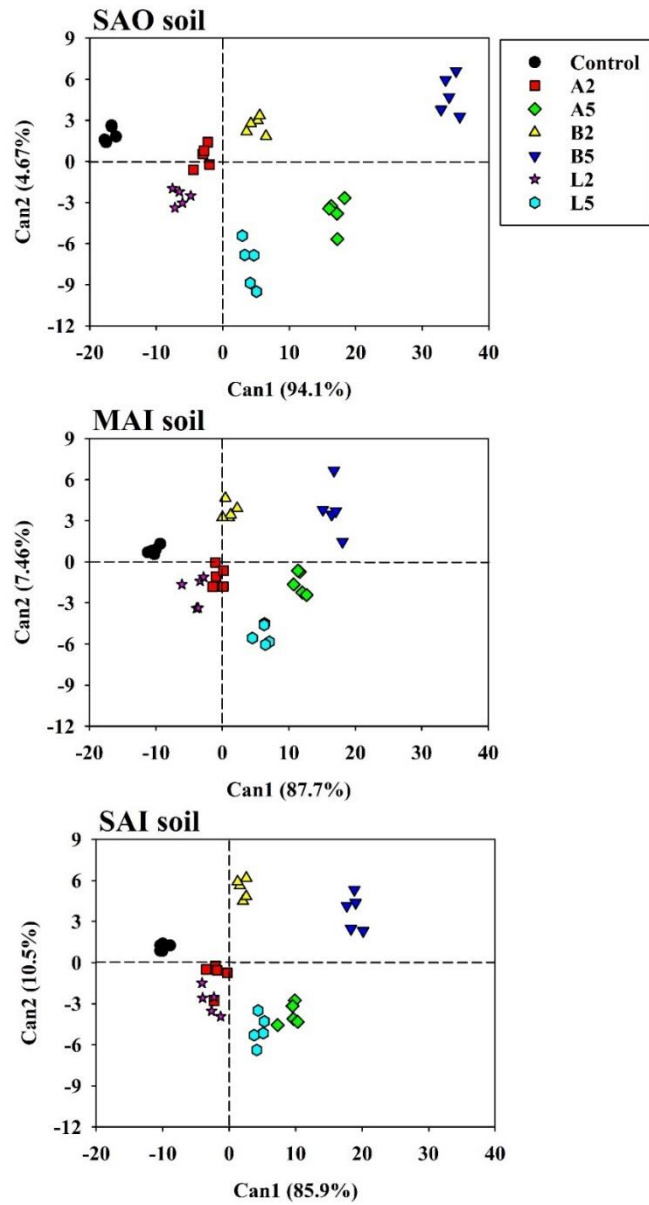 SAO soil
9
6
3
0
-3
-6
-9
-12
Can2 (4.67%)
-20 -10 0 10 20 30 40
Can1 (94.1%)
Control
A2
A5
B2
B5
L2
L5
MAI soil
9
6
3
0
-3
-6
-9
-12
Can2 (7.46%)
-20 -10 0 10 20 30 40
Can1 (87.7%)
SAI soil
9
6
3
0
-3
-6
-9
-12
Can2 (10.5%)
-20 -10 0 10 20 30 40
Can1 (85.9%)